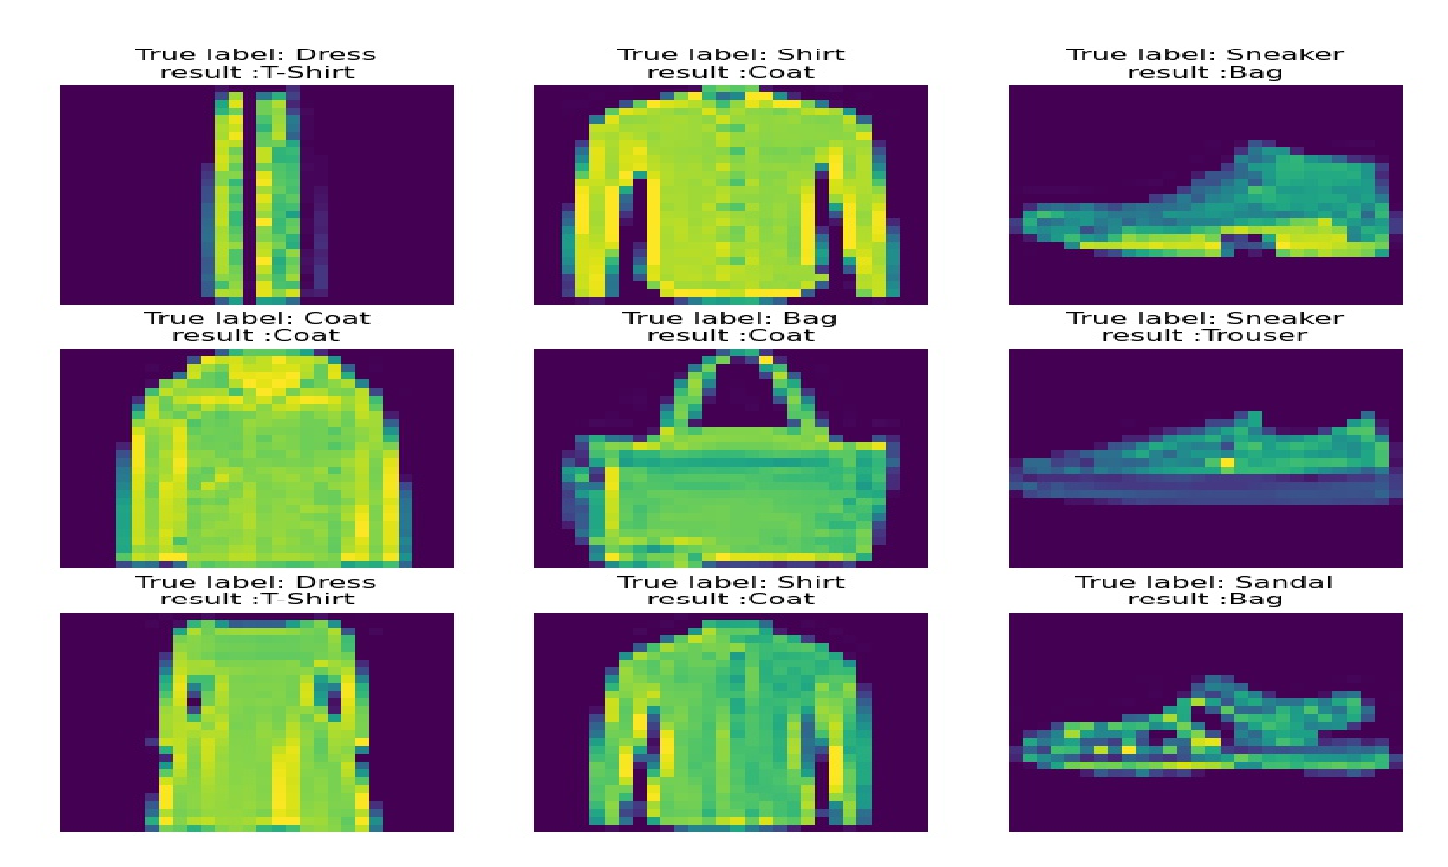 True label: Dress
result :T-Shirt
True label: Shirt
result :Coat
True label: Sneaker
result :Bag
True label: Coat
result :Coat
True label: Bag
result :Coat
True label: Sneaker
result :Trouser
True label: Dress
result :T-Shirt
True label: Shirt
result :Coat
True label: Sandal
result :Bag